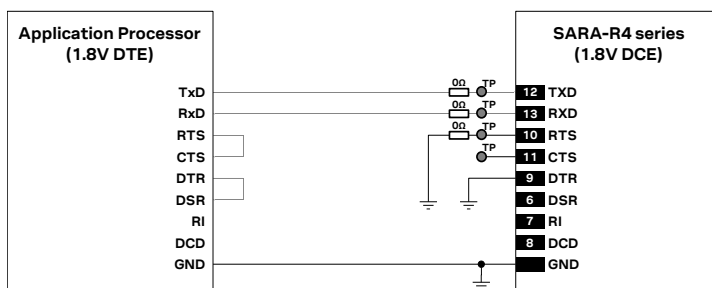 Application Processor
(1.8V DTE)
SARA-R4 series
(1.8V DCE)
TxD 0Ω TP 12 TXD
RxD 0Ω TP 13 RXD
RTS 0Ω TP 10 RTS
CTS TP 11 CTS
DTR 9 DTR
DSR 6 DSR
RI 7 RI
DCD 8 DCD
GND GND